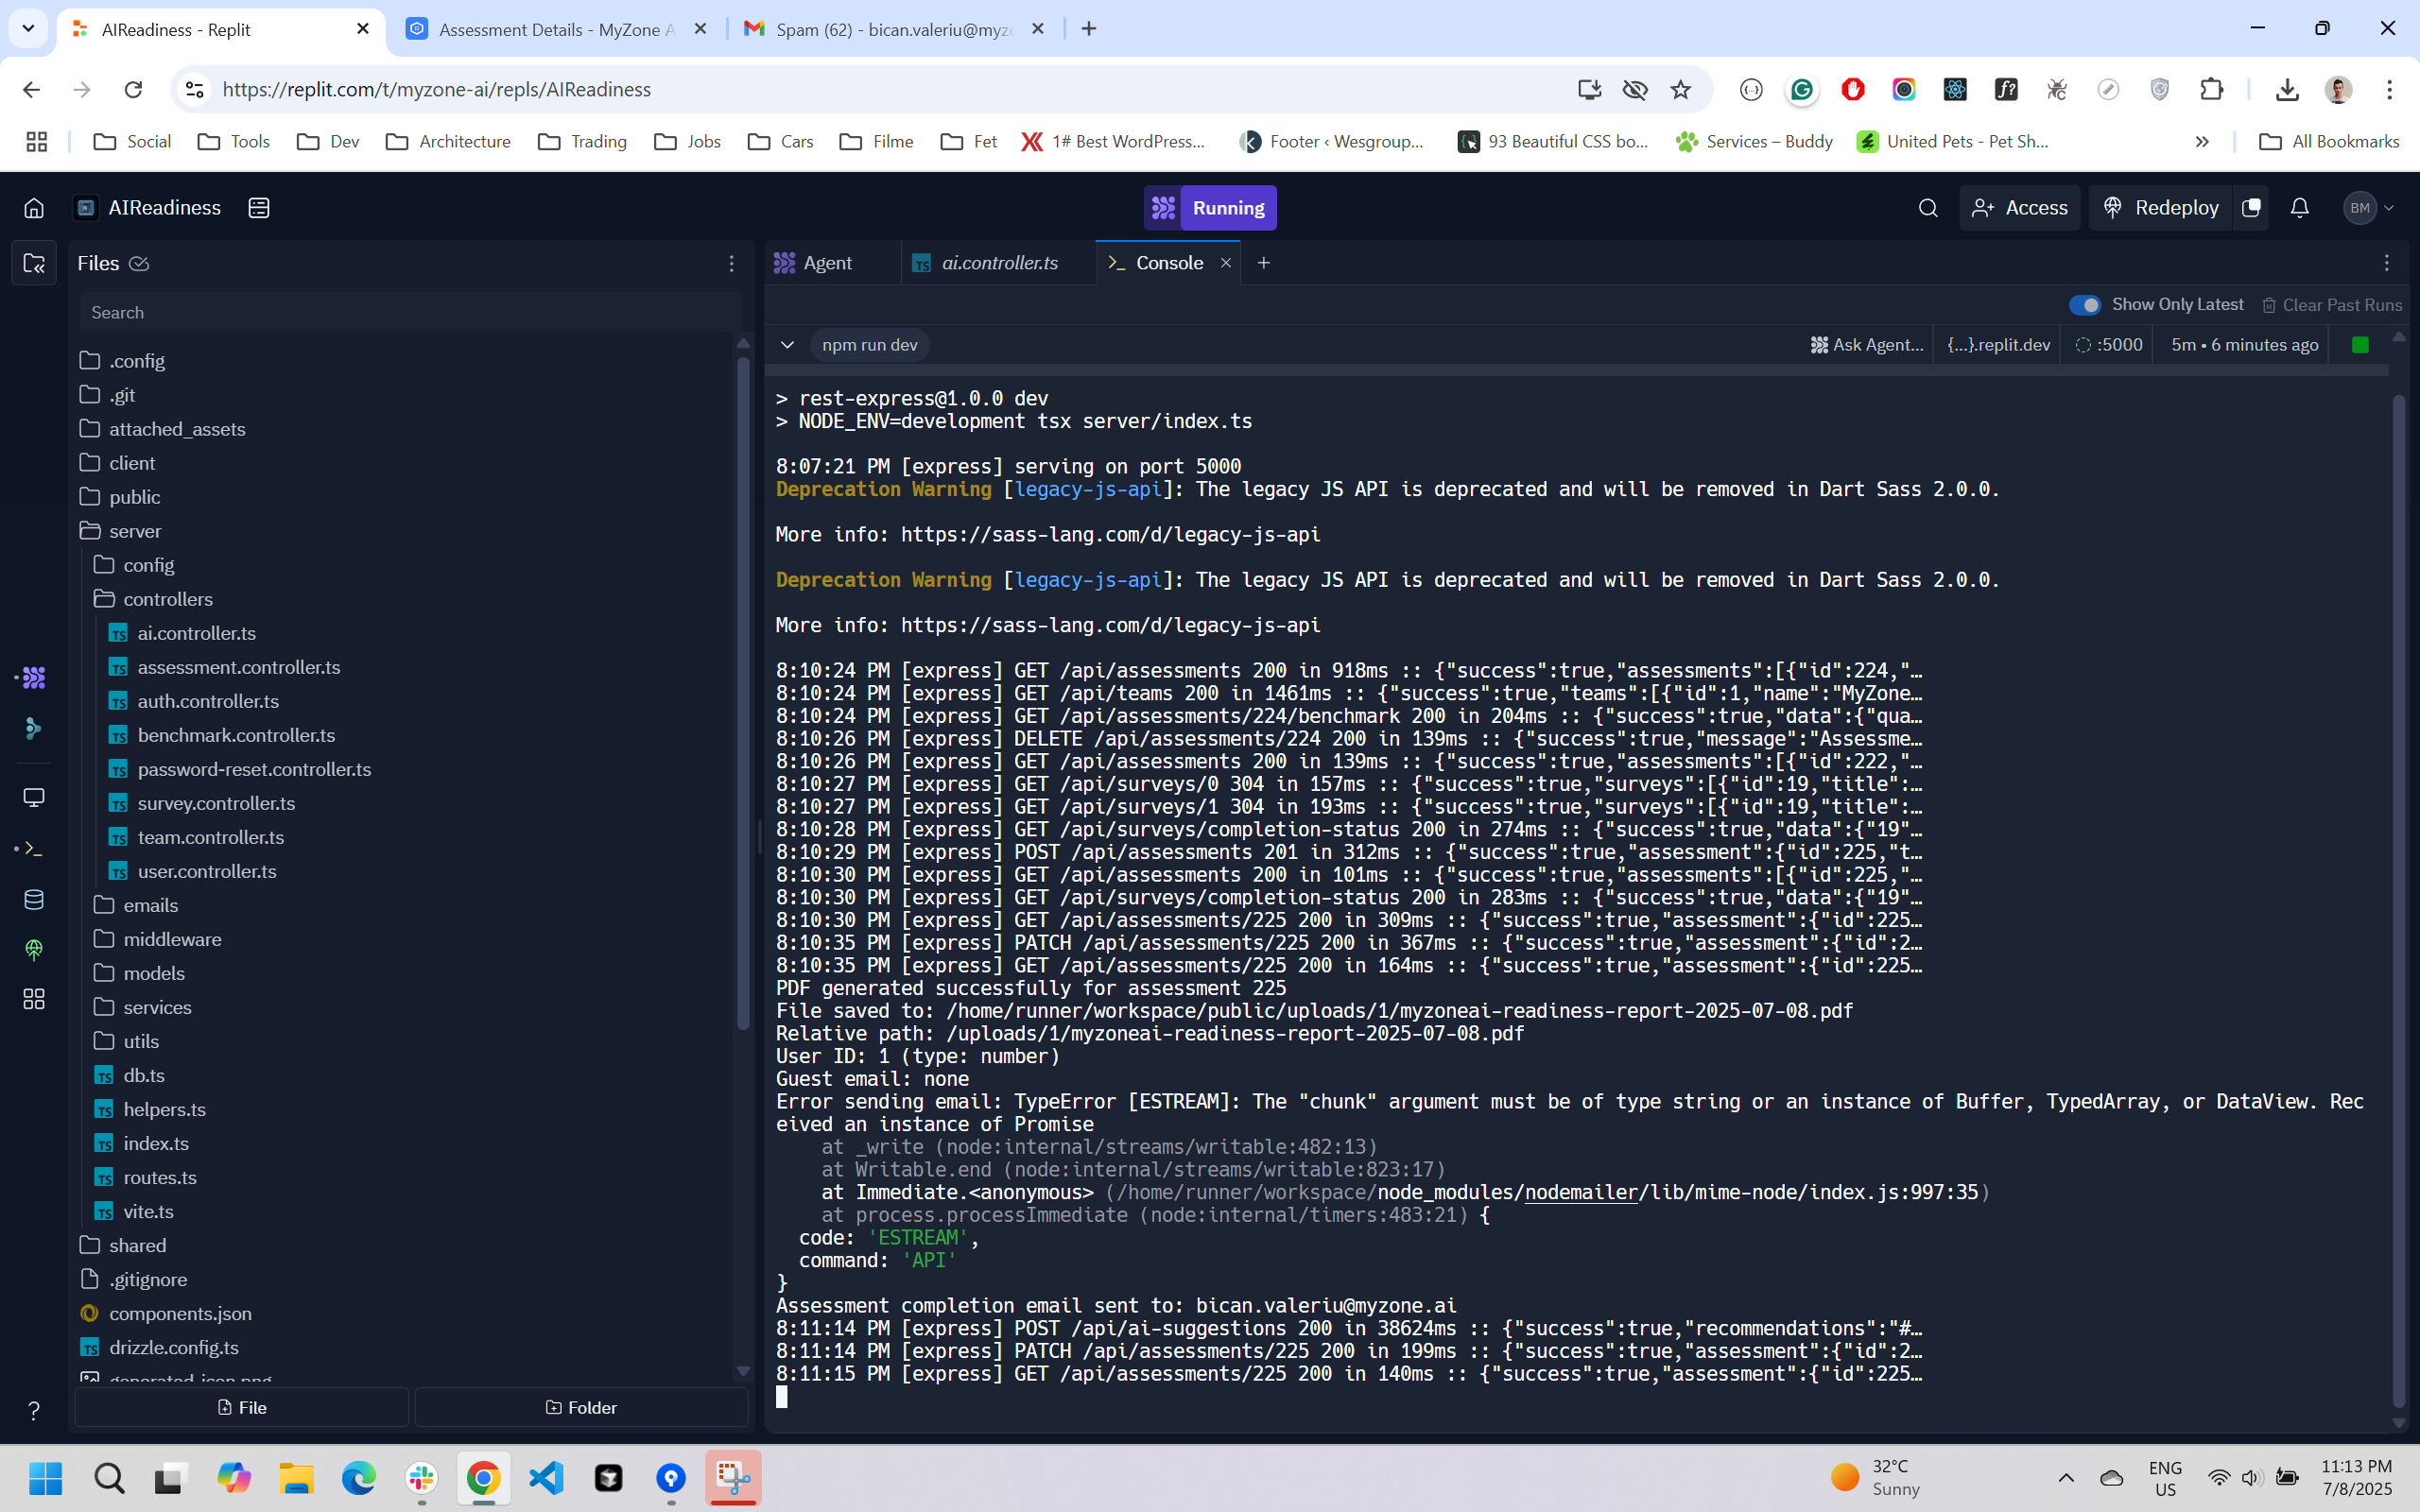 AIReadiness - Replit
Assessment Details - MyZone A
Spam (62) - bican.valeriu@myzo
https://replit.com/t/myzone-ai/repls/AIReadiness
Social
Tools
Dev
Architecture
Trading
Jobs
Cars
Filme
Fet
1# Best WordPress...
Footer ‹ Wesgroup...
93 Beautiful CSS bo...
Services – Buddy
United Pets - Pet Sh...
All Bookmarks
AIReadiness
Running
Access
Redeploy
BM
Files
Agent
ai.controller.ts
Console
Search
Show Only Latest
Clear Past Runs
npm run dev
Ask Agent...
{...}.replit.dev
:5000
5m • 6 minutes ago
.config
.git
attached_assets
client
public
server
config
controllers
ai.controller.ts
assessment.controller.ts
auth.controller.ts
benchmark.controller.ts
password-reset.controller.ts
survey.controller.ts
team.controller.ts
user.controller.ts
emails
middleware
models
services
utils
db.ts
helpers.ts
index.ts
routes.ts
vite.ts
shared
.gitignore
components.json
drizzle.config.ts
generated-icon.png
File
Folder
> rest-express@1.0.0 dev
> NODE_ENV=development tsx server/index.ts
8:07:21 PM [express] serving on port 5000
Deprecation Warning [legacy-js-api]: The legacy JS API is deprecated and will be removed in Dart Sass 2.0.0.
More info: https://sass-lang.com/d/legacy-js-api
Deprecation Warning [legacy-js-api]: The legacy JS API is deprecated and will be removed in Dart Sass 2.0.0.
More info: https://sass-lang.com/d/legacy-js-api
8:10:24 PM [express] GET /api/assessments 200 in 918ms :: {"success":true,"assessments":[{"id":224,"…
8:10:24 PM [express] GET /api/teams 200 in 1461ms :: {"success":true,"teams":[{"id":1,"name":"MyZone…
8:10:24 PM [express] GET /api/assessments/224/benchmark 200 in 204ms :: {"success":true,"data":{"qua…
8:10:26 PM [express] DELETE /api/assessments/224 200 in 139ms :: {"success":true,"message":"Assessme…
8:10:26 PM [express] GET /api/assessments 200 in 139ms :: {"success":true,"assessments":[{"id":222,"…
8:10:27 PM [express] GET /api/surveys/0 304 in 157ms :: {"success":true,"surveys":[{"id":19,"title":…
8:10:27 PM [express] GET /api/surveys/1 304 in 193ms :: {"success":true,"surveys":[{"id":19,"title":…
8:10:28 PM [express] GET /api/surveys/completion-status 200 in 274ms :: {"success":true,"data":{"19"…
8:10:29 PM [express] POST /api/assessments 201 in 312ms :: {"success":true,"assessment":{"id":225,"t…
8:10:30 PM [express] GET /api/assessments 200 in 101ms :: {"success":true,"assessments":[{"id":225,"…
8:10:30 PM [express] GET /api/surveys/completion-status 200 in 283ms :: {"success":true,"data":{"19"…
8:10:30 PM [express] GET /api/assessments/225 200 in 309ms :: {"success":true,"assessment":{"id":225…
8:10:35 PM [express] PATCH /api/assessments/225 200 in 367ms :: {"success":true,"assessment":{"id":2…
8:10:35 PM [express] GET /api/assessments/225 200 in 164ms :: {"success":true,"assessment":{"id":225…
PDF generated successfully for assessment 225
File saved to: /home/runner/workspace/public/uploads/1/myzoneai-readiness-report-2025-07-08.pdf
Relative path: /uploads/1/myzoneai-readiness-report-2025-07-08.pdf
User ID: 1 (type: number)
Guest email: none
Error sending email: TypeError [ESTREAM]: The "chunk" argument must be of type string or an instance of Buffer, TypedArray, or DataView. Rec
eived an instance of Promise
at _write (node:internal/streams/writable:482:13)
at Writable.end (node:internal/streams/writable:823:17)
at Immediate.<anonymous> (/home/runner/workspace/node_modules/nodemailer/lib/mime-node/index.js:997:35)
at process.processImmediate (node:internal/timers:483:21) {
code: 'ESTREAM',
command: 'API'
}
Assessment completion email sent to: bican.valeriu@myzone.ai
8:11:14 PM [express] POST /api/ai-suggestions 200 in 38624ms :: {"success":true,"recommendations":"#…
8:11:14 PM [express] PATCH /api/assessments/225 200 in 199ms :: {"success":true,"assessment":{"id":2…
8:11:15 PM [express] GET /api/assessments/225 200 in 140ms :: {"success":true,"assessment":{"id":225…
32°C
Sunny
ENG
US
11:13 PM
7/8/2025